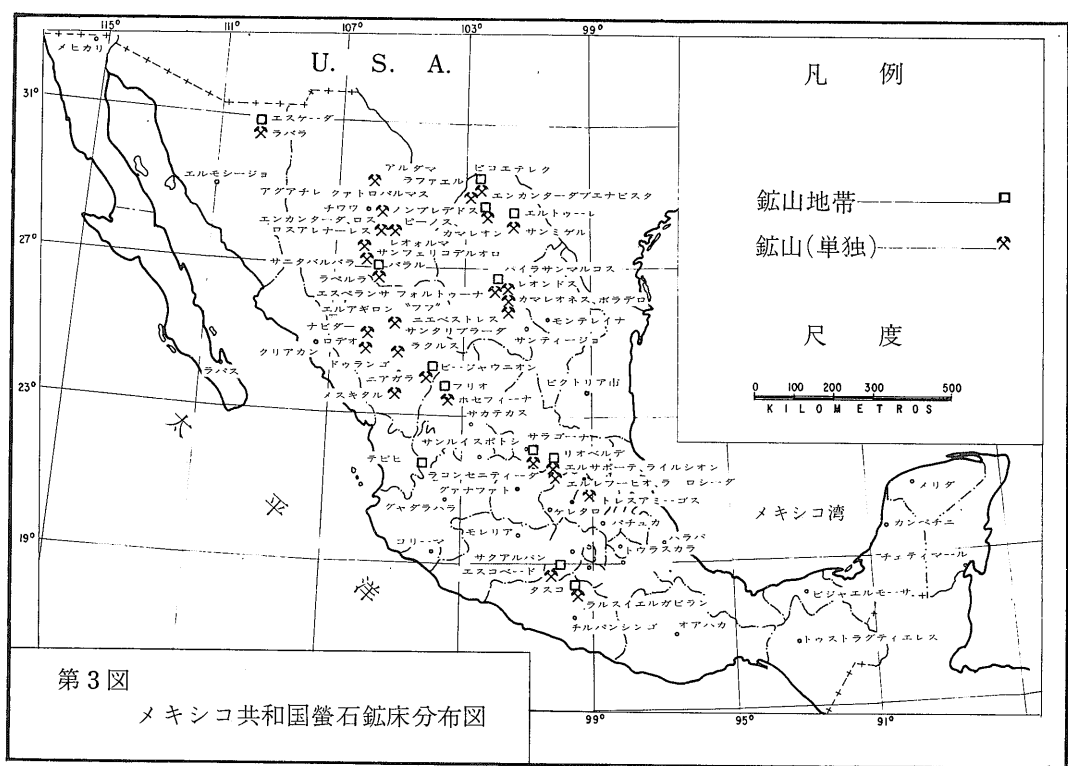 115° 111° 107° 103° 99°
メヒカリ
U. S. A.
凡 例
31°
エスケーダ
ラバラ
鉱山地帯
鉱山(単独)
尺 度
0 100 200 300 500
KILOMETROS
エルモシージョ
アルダマ
ラファエル
ピコエテレク
アグアチレ クァトロパルマス
エンカンターダブエナビスタ
チワワ
ノンブレデドス
エルトゥーレ
エンカンターダ、ロス
ピーノス、
ロスアレナーレス
カマレオン
サンミゲル
27°
レオォルマ
サンフェリコデルオロ
サニタバルバラ
パラル
ラペルラ
ハイラサンマルコス
レオンドス
エスペランサ フォルトゥーナ
カマレオネス、ボラデロ
エルアギロン "フフ"
ニエベストレス
モンテレイナ
ナビダー
サンタリブラーダ
サンティージョ
ロデオ
ラクルス
クリアカン
ドゥランゴ
ビージャウニオン
ラパス
ニアガラ
フリオ
ビクトリア市
23°
メスキタル
ホセフィーナ
サカテカス
サンルイスポトシ
サラゴーサ
リオベルデ
テピヒ
エルサポーテ、ライルシオン
ラコンセニティーダ
エルレフーヒオ、ラ ロシーダ
グァナファト
トレスアミーゴス
グャダラハラ
ケレタロ
メキシコ湾
メリダ
カンペチェ
モレリア
パチュカ
ハラパ
19°
コリーマ
トゥラスカラ
チェティマール
サクアルパン
エスコベード
タスコ
ビジャエルモーサ
ラルスイエルガビラン
チルパンシンゴ
オアハカ
トゥストラグティエレス
太
平
洋
第3図
メキシコ共和国螢石鉱床分布図
99° 95° 91°